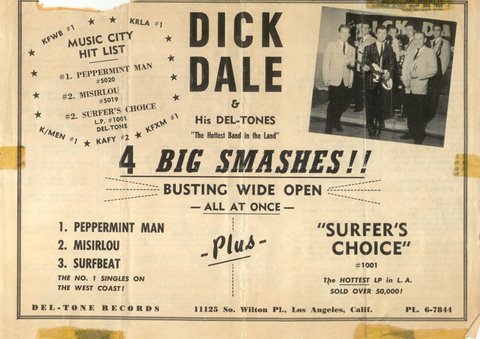 KFWB #1
KRLA #1
MUSIC CITY
HIT LIST
#1. PEPPERMINT MAN
#5020
#2. MISIRLOU
#5019
#2. SURFER'S CHOICE
L.P. #1001
DEL-TONE
K/MEN #1
KAFY #2
KFXM #1
DICK
DALE
&
His DEL-TONES
"The Hottest Band in the Land"
DICK DA
4 BIG SMASHES!!
BUSTING WIDE OPEN
— ALL AT ONCE —
1. PEPPERMINT MAN
2. MISIRLOU
3. SURFBEAT
THE NO. 1 SINGLES ON
THE WEST COAST!
-Plus-
"SURFER'S
CHOICE"
#1001
The HOTTEST LP in L.A.
SOLD OVER 50,000!
DEL-TONE RECORDS 11125 So. Wilton Pl., Los Angeles, Calif. PL. 6-7844